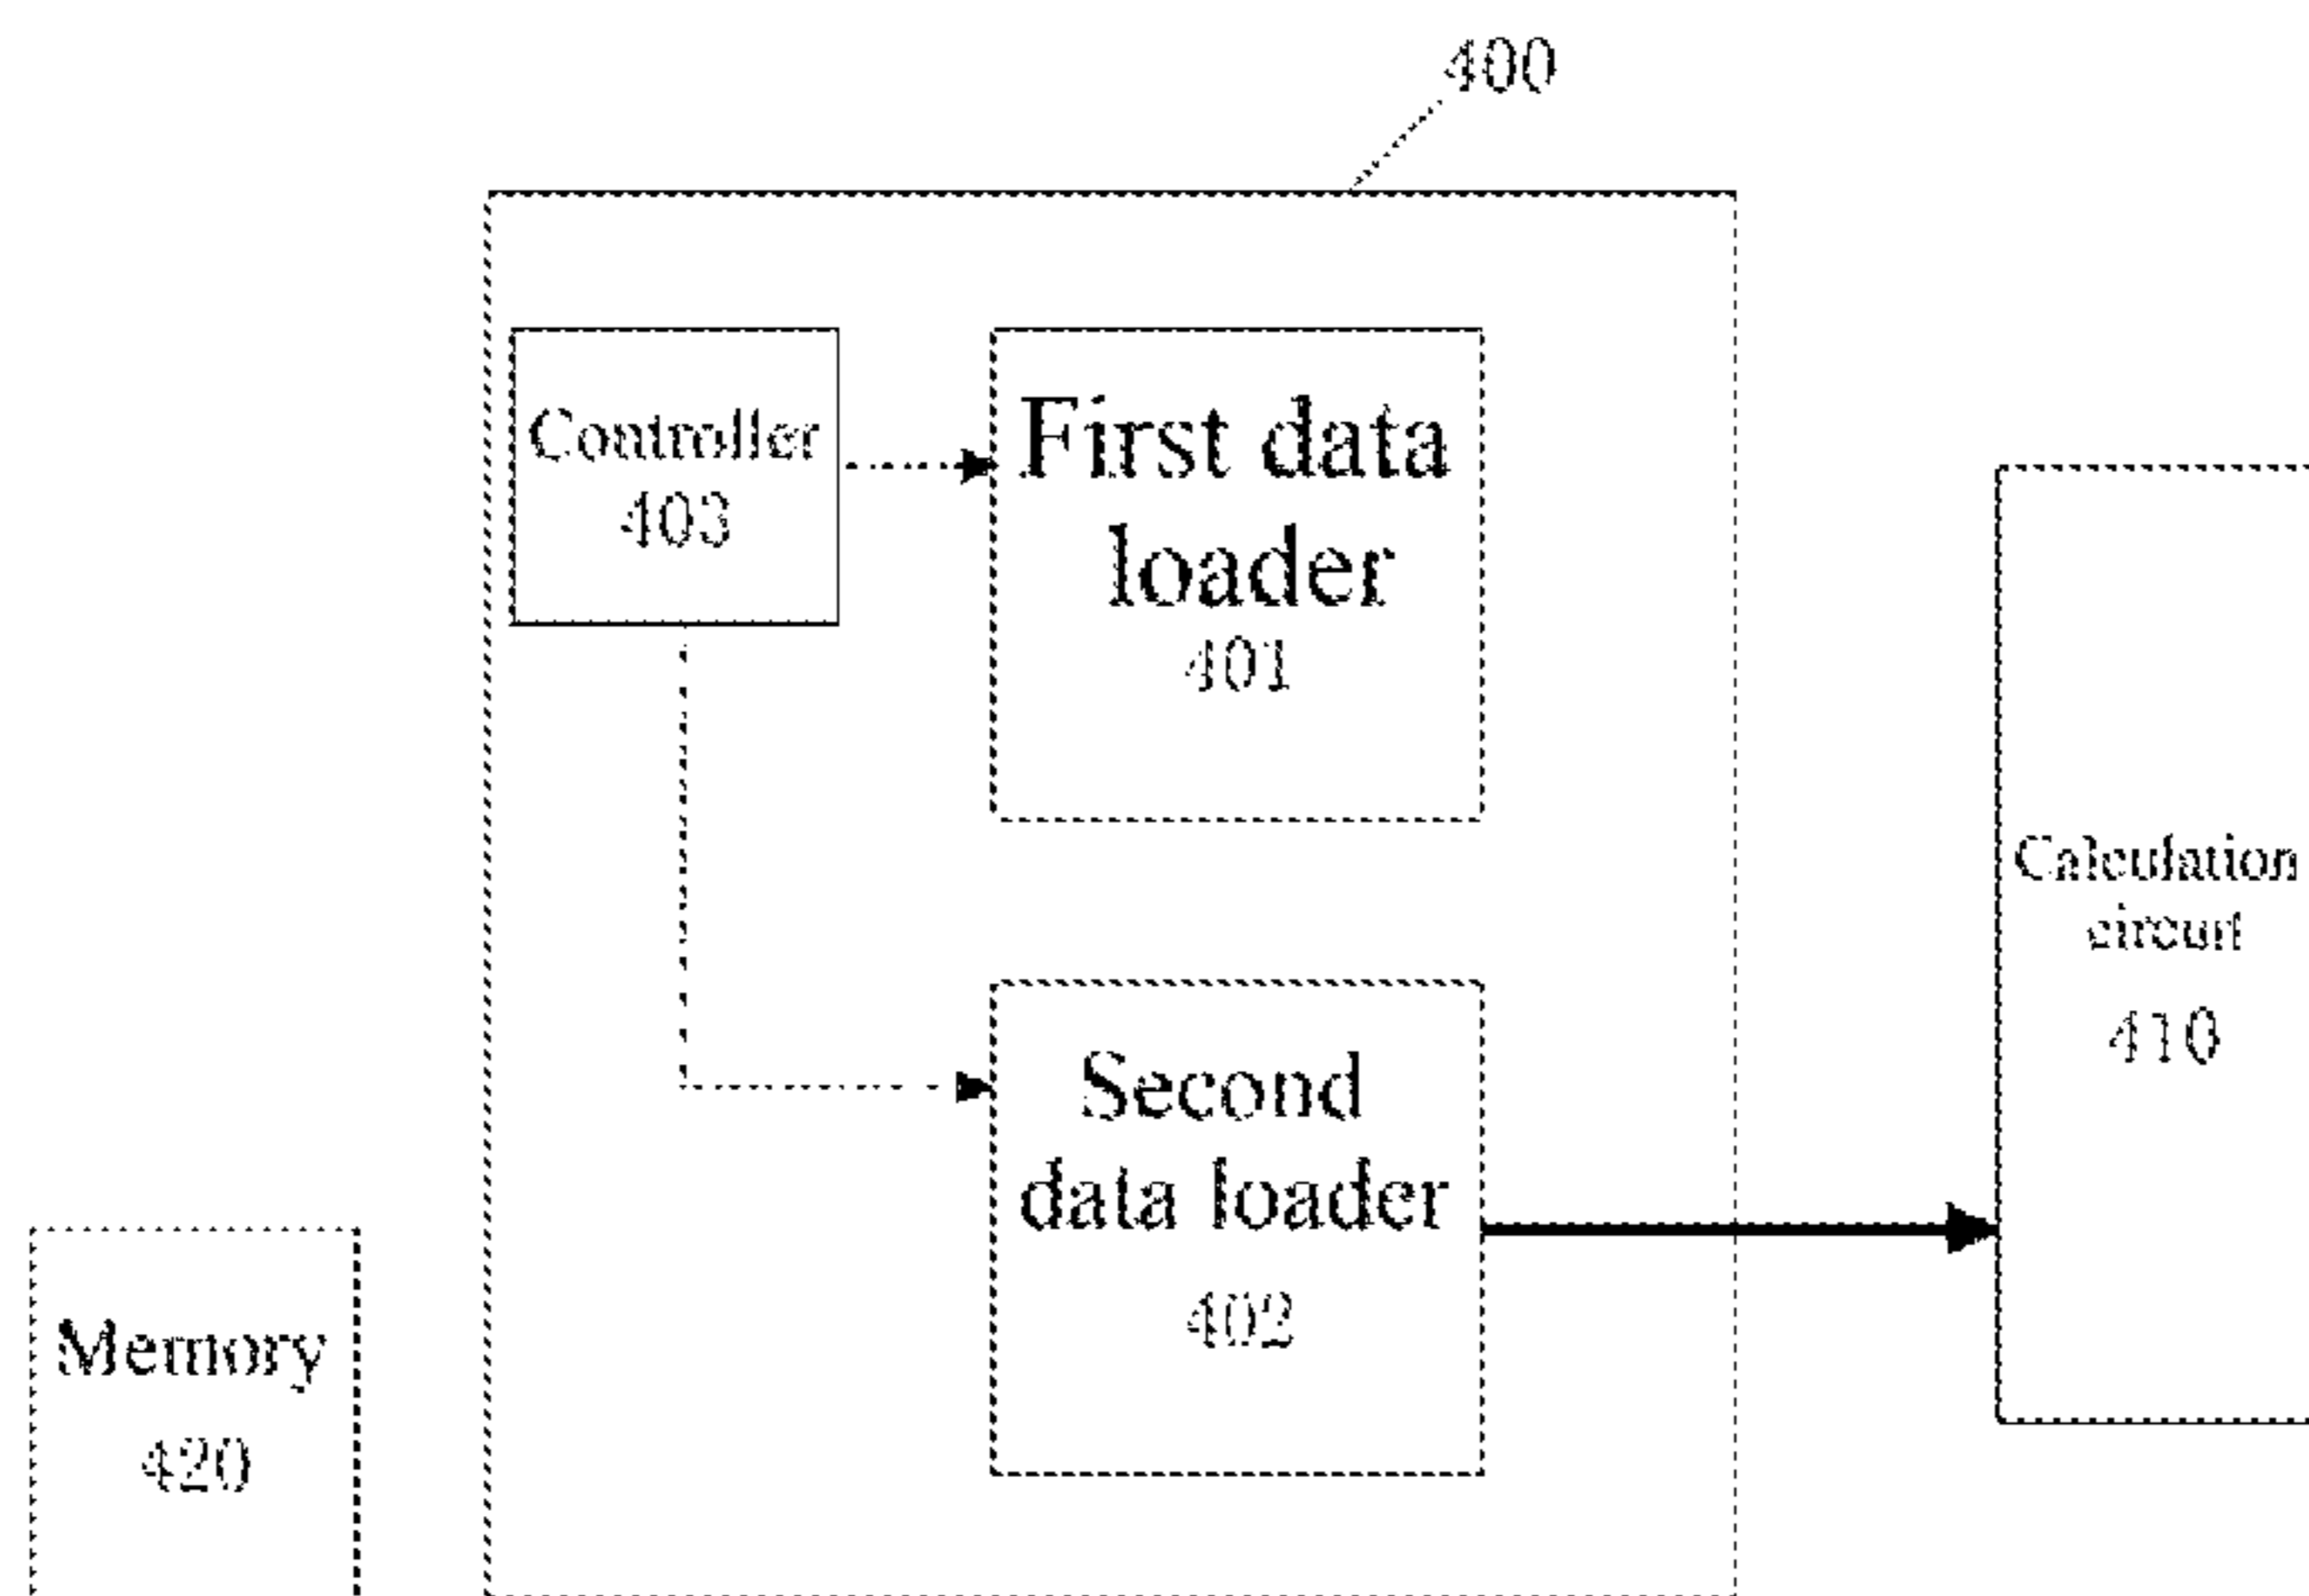 400
Controller
403
First data
loader
401
Calculation
circuit
410
Second
data loader
402
Memory
420